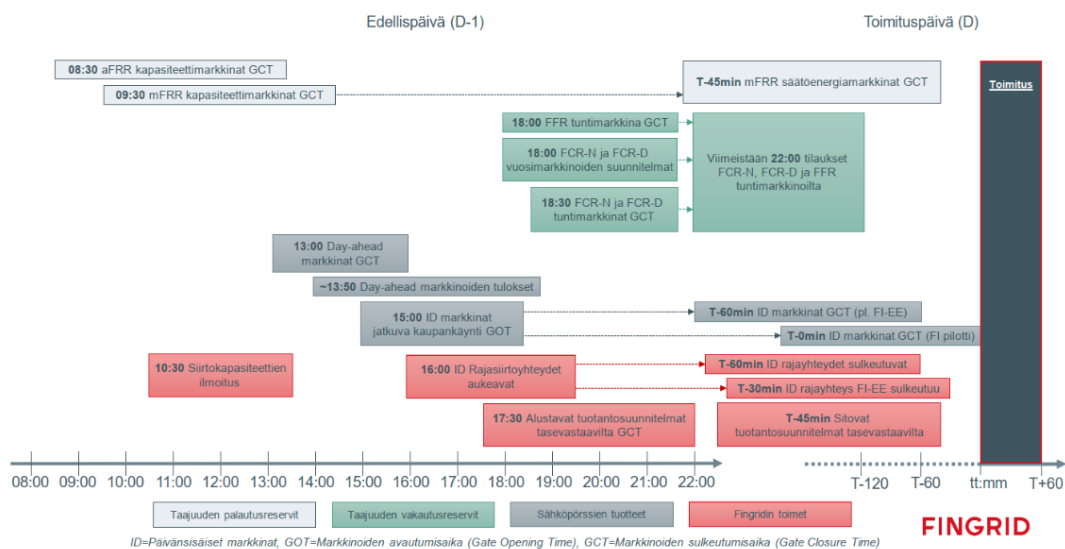 Edellispäivä (D-1)
Toimituspäivä (D)
08:30 aFRR kapasiteettimarkkinat GCT
09:30 mFRR kapasiteettimarkkinat GCT
T-45min mFRR säätöenergiamarkkinat GCT
Toimitus
18:00 FFR tuntimarkkina GCT
18:00 FCR-N ja FCR-D
vuosimarkkinoiden suunnitelmat
18:30 FCR-N ja FCR-D
tuntimarkkinat GCT
Viimeistään 22:00 tilaukset
FCR-N, FCR-D ja FFR
tuntimarkkinoilta
13:00 Day-ahead
markkinat GCT
~13:50 Day-ahead markkinoiden tulokset
15:00 ID markkinat
jatkuva kaupankäynti GOT
T-60min ID markkinat GCT (pl. FI-EE)
T-0min ID markkinat GCT (FI pilotti)
10:30 Siirtokapasiteettien
ilmoitus
16:00 ID Rajasiirtoyhteydet
aukeavat
T-60min ID rajayhteydet sulkeutuvat
T-30min ID rajayhteys FI-EE sulkeutuu
17:30 Alustavat tuotantosuunnitelmat
tasevastaavilta GCT
T-45min Sitovat
tuotantosuunnitelmat tasevastaavilta
08:00 09:00 10:00 11:00 12:00 13:00 14:00 15:00 16:00 17:00 18:00 19:00 20:00 21:00 22:00 T-120 T-60 tt:mm T+60
Taajuuden palautusreservit
Taajuuden vakautusreservit
Sähköpörssien tuotteet
Fingridin toimet
FINGRID
ID=Päivänsisäiset markkinat, GOT=Markkinoiden avautumisaika (Gate Opening Time), GCT=Markkinoiden sulkeutumisaika (Gate Closure Time)